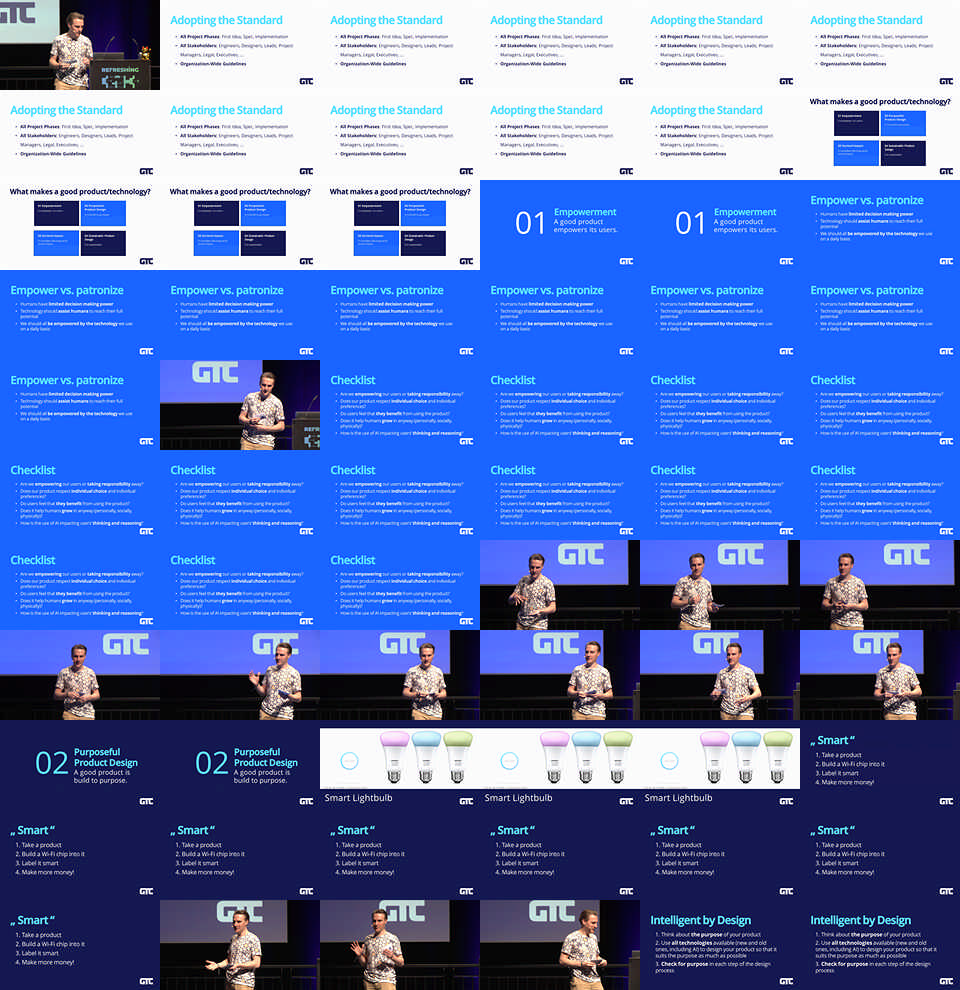 GTC
REFRESHING
Adopting the Standard
All Project Phases: First Idea, Spec, Implementation
All Stakeholders: Engineers, Designers, Leads, Project
Managers, Legal, Executives, ...
Organization-Wide Guidelines
GTC
What makes a good product/technology?
01 Empowerment
02 Purposeful
Product Design
04 Sustainable Product
Design
GTC
01
Empowerment
A good product
empowers its users.
GTC
Empower vs. patronize
Humans have limited decision making power
Technology should assist humans to reach their full
potential
We should all be empowered by the technology we use
on a daily basis
GTC
Checklist
Are we empowering our users or taking responsibility away?
Does our product respect individual choice and individual
preferences?
Do users feel that they benefit from using the product?
Does it help humans grow in anyway (personally, socially,
physically)?
How is the use of AI impacting users' thinking and reasoning?
GTC
02
Purposeful
Product Design
A good product is
build to purpose.
GTC
Smart Lightbulb
GTC
„ Smart “
1. Take a product
2. Build a Wi-Fi chip into it
3. Label it smart
4. Make more money!
GTC
Intelligent by Design
1. Think about the purpose of your product
2. Use all technologies available (new and old
ones, including AI) to design your product so that it
suits the purpose as much as possible
3. Check for purpose in each step of the design
process
GTC